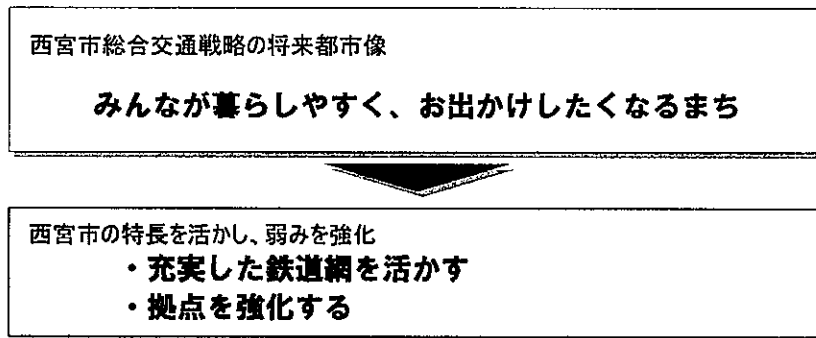 西宮市総合交通戦略の将来都市像
みんなが暮らしやすく、お出かけしたくなるまち
西宮市の特長を活かし、弱みを強化
・充実した鉄道網を活かす
・拠点を強化する